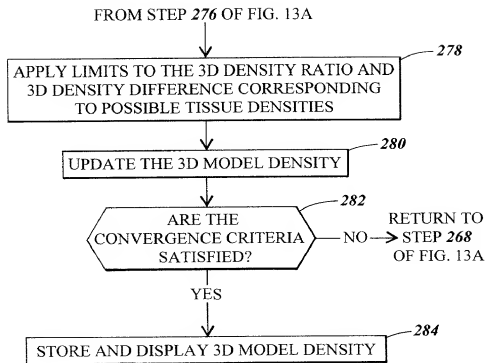 FROM STEP 276 OF FIG. 13A
278
APPLY LIMITS TO THE 3D DENSITY RATIO AND
3D DENSITY DIFFERENCE CORRESPONDING
TO POSSIBLE TISSUE DENSITIES
280
UPDATE THE 3D MODEL DENSITY
282
ARE THE
CONVERGENCE CRITERIA
SATISFIED?
NO
RETURN TO
STEP 268
OF FIG. 13A
YES
284
STORE AND DISPLAY 3D MODEL DENSITY